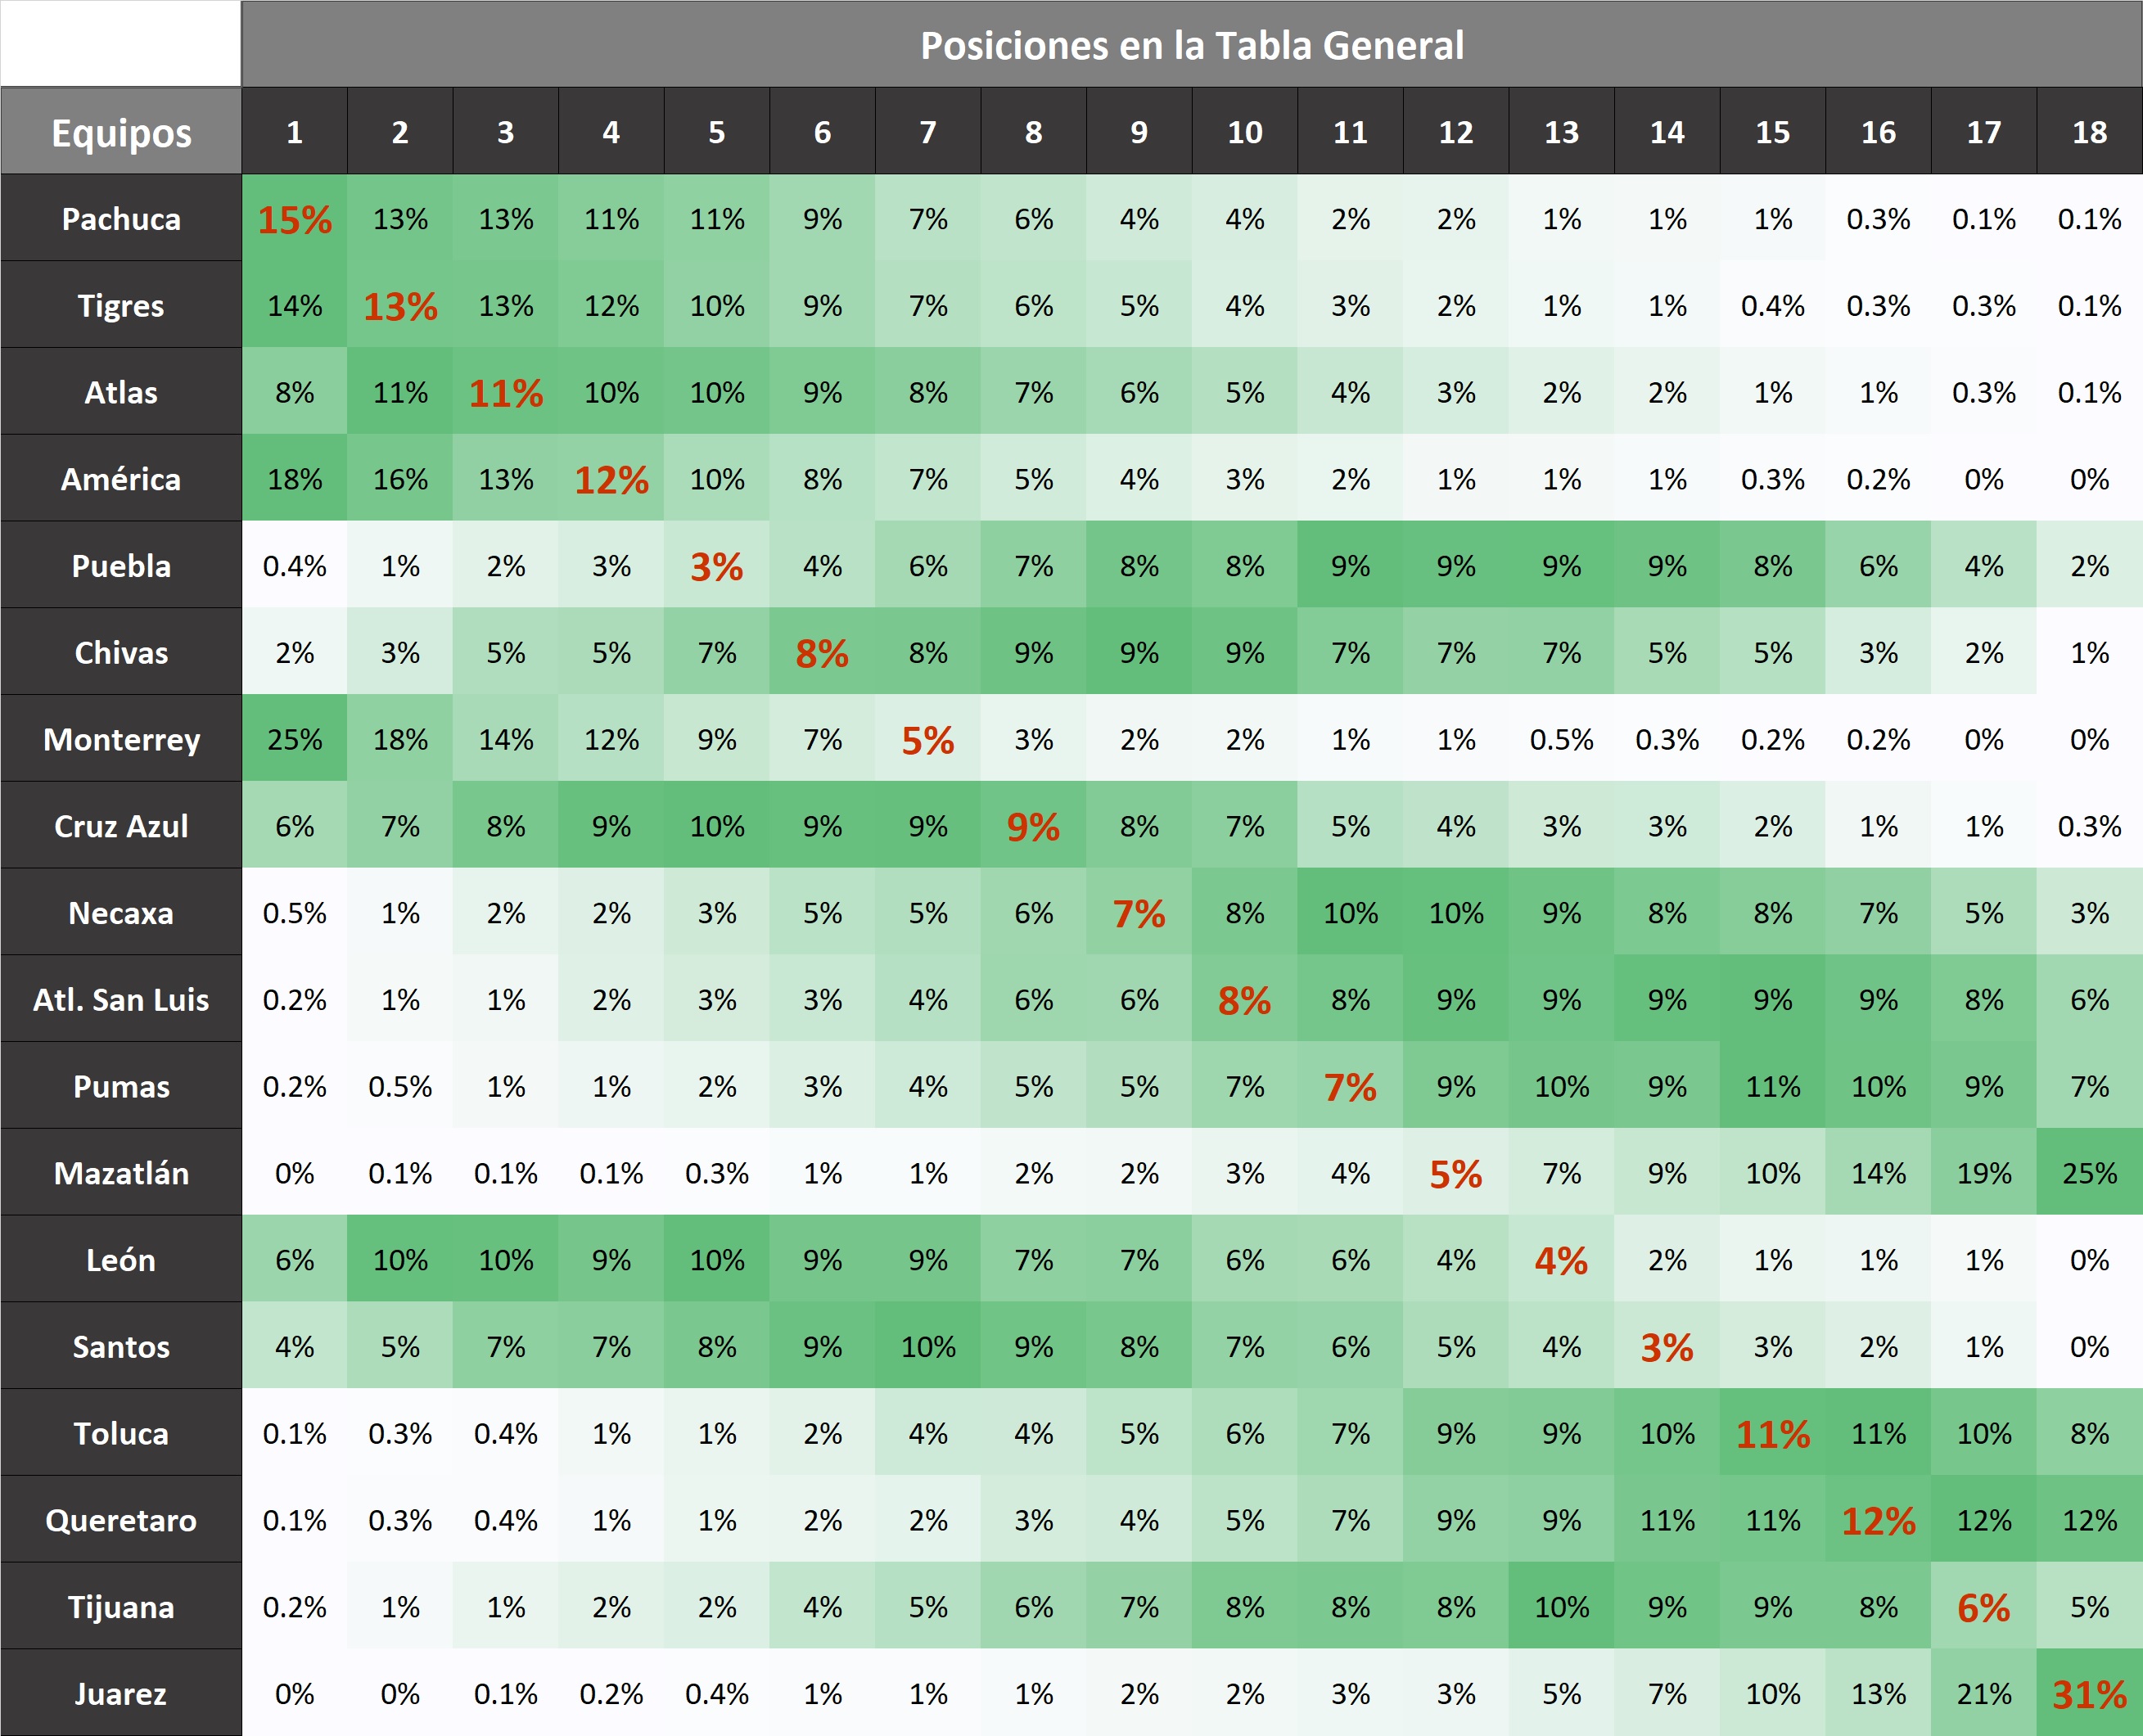 Posiciones en la Tabla General
Equipos 1 2 3 4 5 6 7 8 9 10 11 12 13 14 15 16 17 18
Pachuca 15% 13% 13% 11% 11% 9% 7% 6% 4% 4% 2% 2% 1% 1% 1% 0.3% 0.1% 0.1%
Tigres 14% 13% 13% 12% 10% 9% 7% 6% 5% 4% 3% 2% 1% 1% 0.4% 0.3% 0.3% 0.1%
Atlas 8% 11% 11% 10% 10% 9% 8% 7% 6% 5% 4% 3% 2% 2% 1% 1% 0.3% 0.1%
América 18% 16% 13% 12% 10% 8% 7% 5% 4% 3% 2% 1% 1% 1% 0.3% 0.2% 0% 0%
Puebla 0.4% 1% 2% 3% 3% 4% 6% 7% 8% 8% 9% 9% 9% 9% 8% 6% 4% 2%
Chivas 2% 3% 5% 5% 7% 8% 8% 9% 9% 9% 7% 7% 7% 5% 5% 3% 2% 1%
Monterrey 25% 18% 14% 12% 9% 7% 5% 3% 2% 2% 1% 1% 0.5% 0.3% 0.2% 0.2% 0% 0%
Cruz Azul 6% 7% 8% 9% 10% 9% 9% 9% 8% 7% 5% 4% 3% 3% 2% 1% 1% 0.3%
Necaxa 0.5% 1% 2% 2% 3% 5% 5% 6% 7% 8% 10% 10% 9% 8% 8% 7% 5% 3%
Atl. San Luis 0.2% 1% 1% 2% 3% 3% 4% 6% 6% 8% 8% 9% 9% 9% 9% 9% 8% 6%
Pumas 0.2% 0.5% 1% 1% 2% 3% 4% 5% 5% 7% 7% 9% 10% 9% 11% 10% 9% 7%
Mazatlán 0% 0.1% 0.1% 0.1% 0.3% 1% 1% 2% 2% 3% 4% 5% 7% 9% 10% 14% 19% 25%
León 6% 10% 10% 9% 10% 9% 9% 7% 7% 6% 6% 4% 4% 2% 1% 1% 1% 0%
Santos 4% 5% 7% 7% 8% 9% 10% 9% 8% 7% 6% 5% 4% 3% 3% 2% 1% 0%
Toluca 0.1% 0.3% 0.4% 1% 1% 2% 4% 4% 5% 6% 7% 9% 9% 10% 11% 11% 10% 8%
Queretaro 0.1% 0.3% 0.4% 1% 1% 2% 2% 3% 4% 5% 7% 9% 9% 11% 11% 12% 12% 12%
Tijuana 0.2% 1% 1% 2% 2% 4% 5% 6% 7% 8% 8% 8% 10% 9% 9% 8% 6% 5%
Juarez 0% 0% 0.1% 0.2% 0.4% 1% 1% 1% 2% 2% 3% 3% 5% 7% 10% 13% 21% 31%